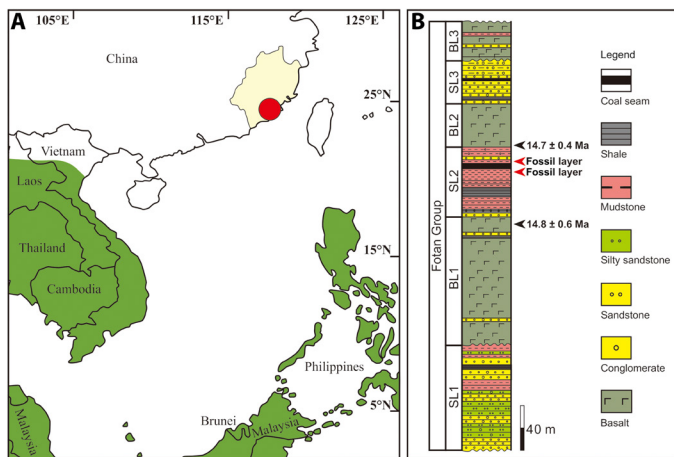 A
105°E
115°E
125°E
China
25°N
Vietnam
Laos
Thailand
15°N
Cambodia
Philippines
Brunei
5°N
Malaysia
Malaysia
B
Fotan Group
BL3
SL3
BL2
SL2
BL1
SL1
14.7 ± 0.4 Ma
Fossil layer
Fossil layer
14.8 ± 0.6 Ma
40 m
Legend
Coal seam
Shale
Mudstone
Silty sandstone
Sandstone
Conglomerate
Basalt